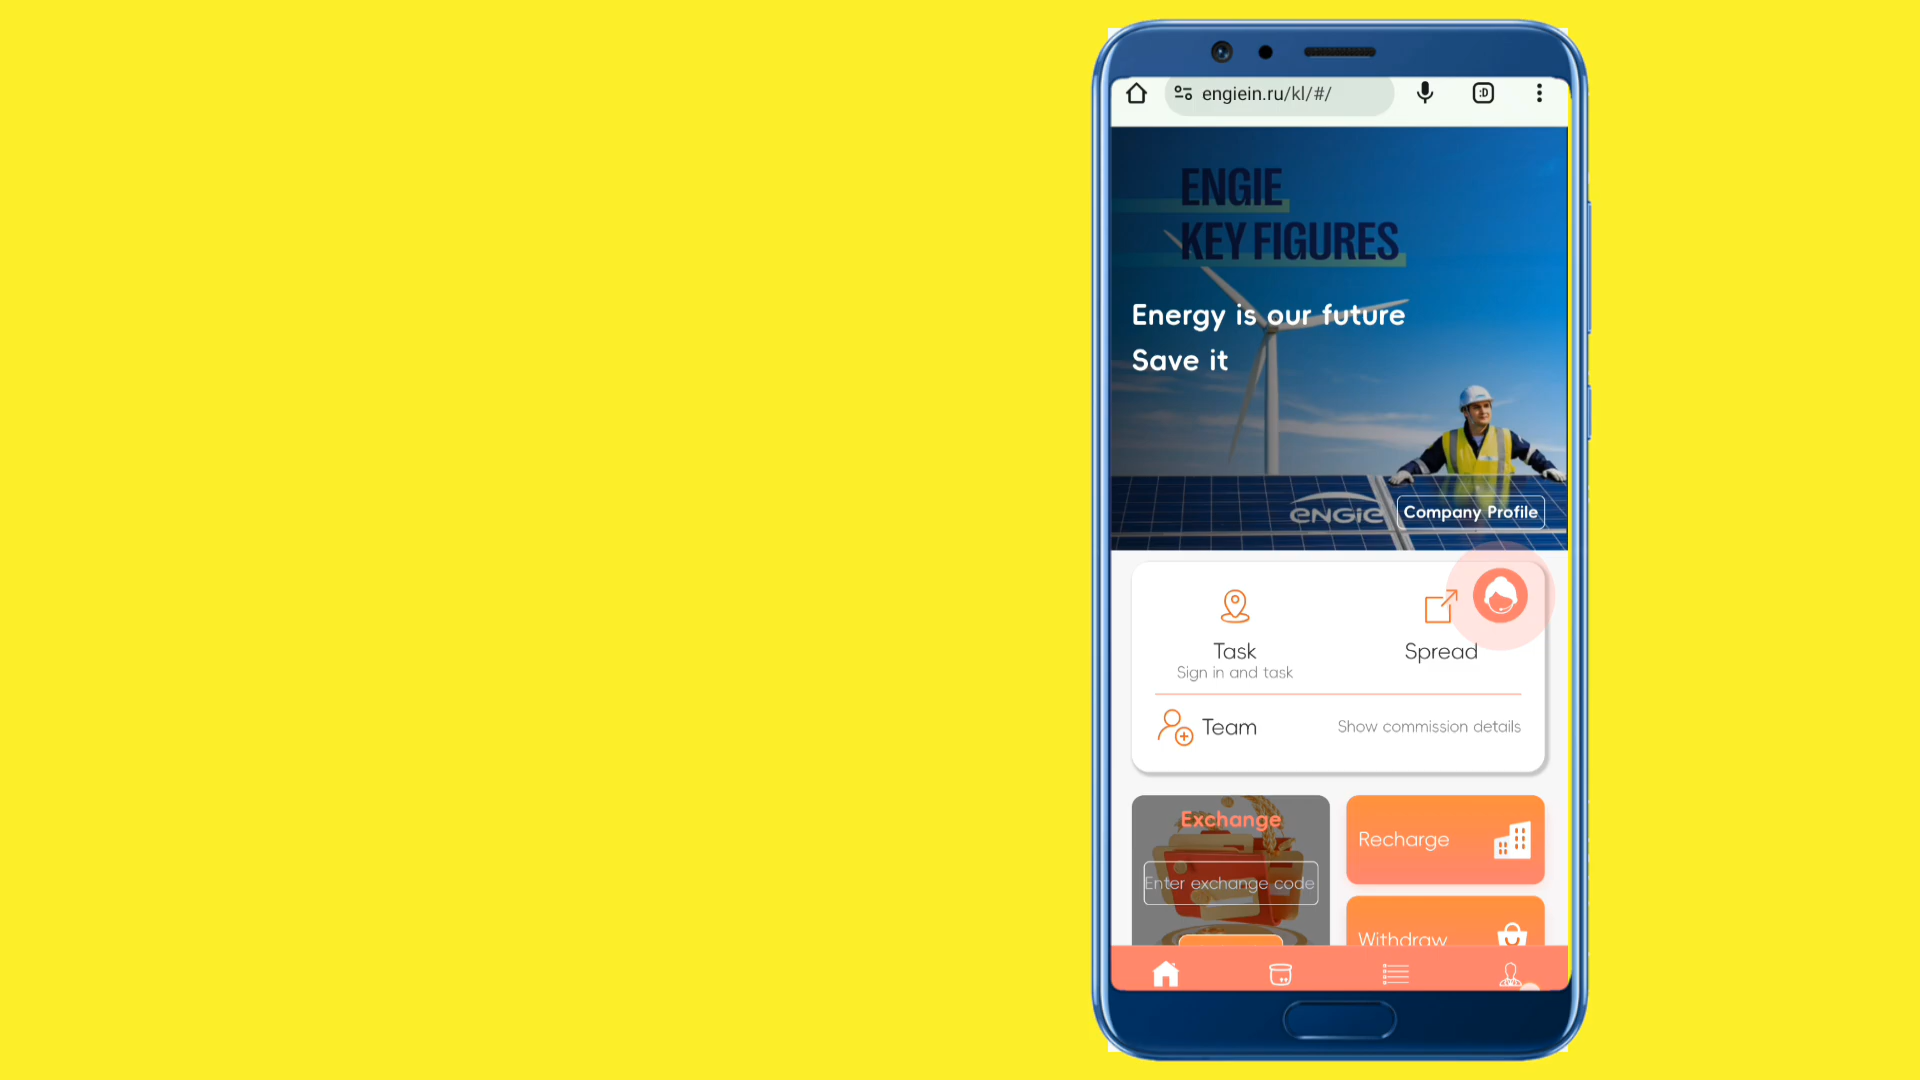 engiein.ru/kl/#/
:D
ENGIE
KEY FIGURES
Energy is our future
Save it
ENGIE
Company Profile
Task
Sign in and task
Spread
Team
Show commission details
Exchange
Enter exchange code
Recharge
Withdraw